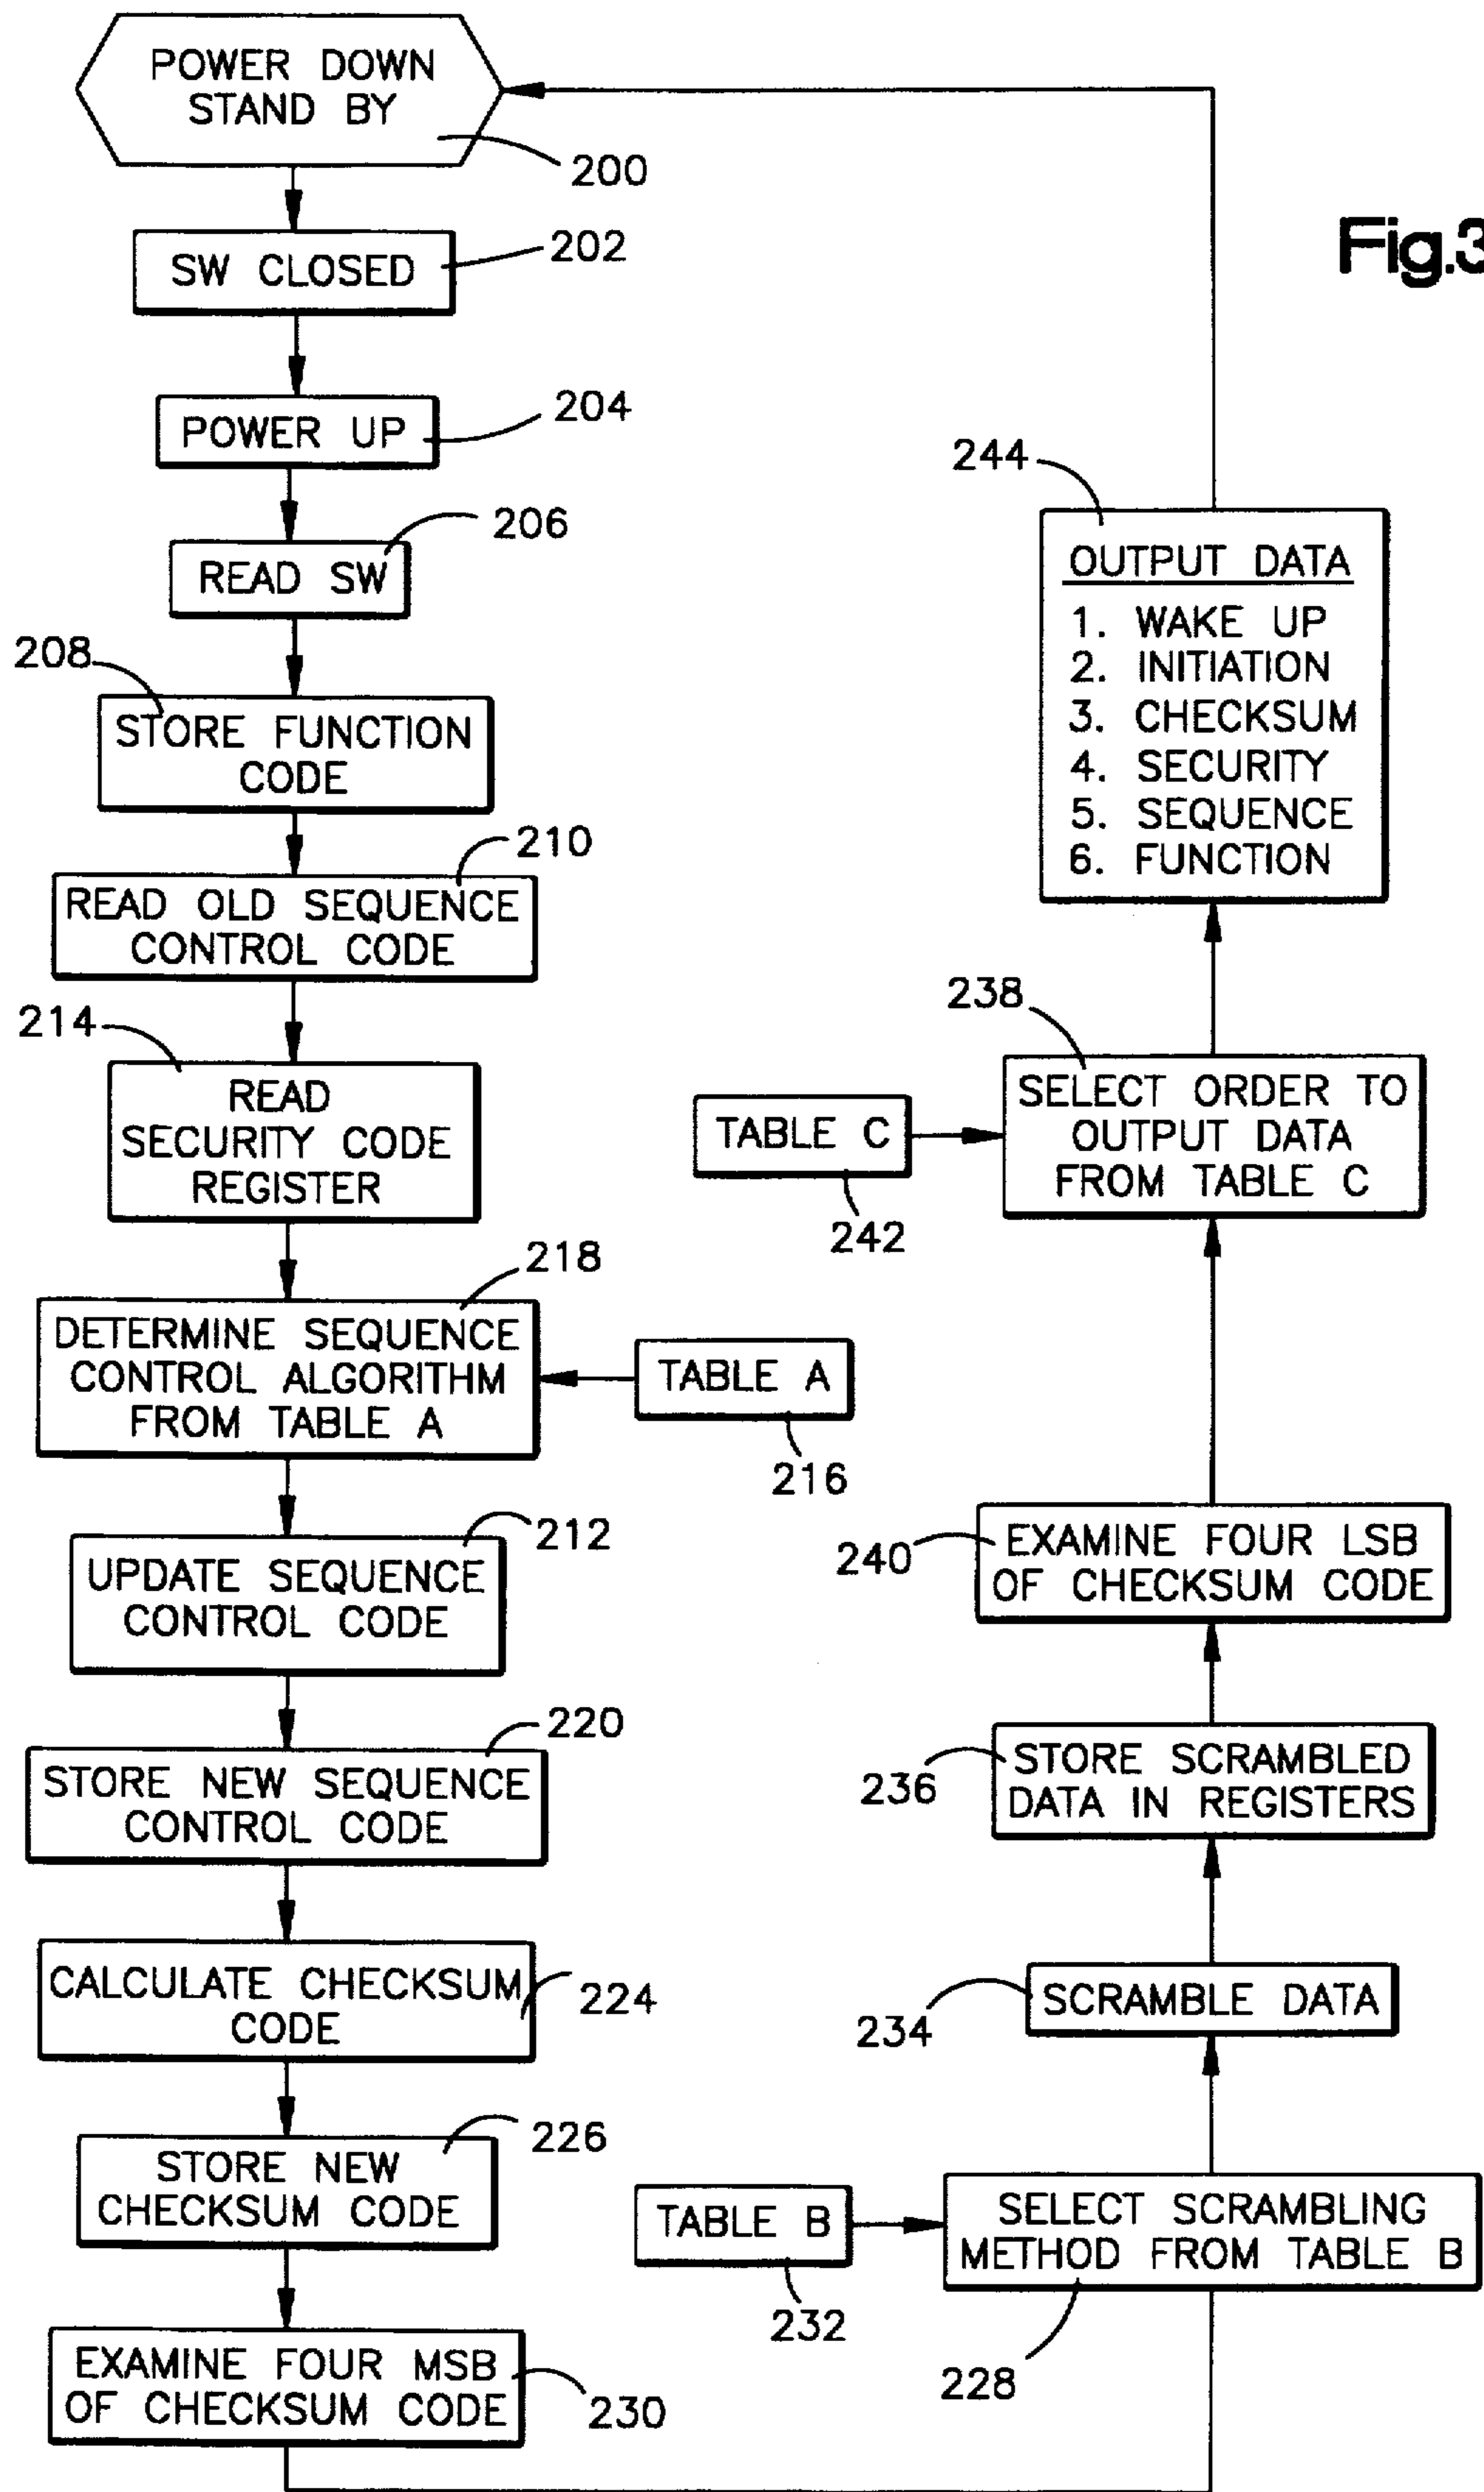 POWER DOWN
STAND BY
200
SW CLOSED
202
Fig.3
POWER UP
204
READ SW
206
208
STORE FUNCTION
CODE
210
READ OLD SEQUENCE
CONTROL CODE
214
READ
SECURITY CODE
REGISTER
218
DETERMINE SEQUENCE
CONTROL ALGORITHM
FROM TABLE A
TABLE A
216
212
UPDATE SEQUENCE
CONTROL CODE
220
STORE NEW SEQUENCE
CONTROL CODE
CALCULATE CHECKSUM
CODE
224
226
STORE NEW
CHECKSUM CODE
EXAMINE FOUR MSB
OF CHECKSUM CODE
230
244
OUTPUT DATA
1. WAKE UP
2. INITIATION
3. CHECKSUM
4. SECURITY
5. SEQUENCE
6. FUNCTION
238
SELECT ORDER TO
OUTPUT DATA
FROM TABLE C
TABLE C
242
240
EXAMINE FOUR LSB
OF CHECKSUM CODE
236
STORE SCRAMBLED
DATA IN REGISTERS
234
SCRAMBLE DATA
TABLE B
232
SELECT SCRAMBLING
METHOD FROM TABLE B
228